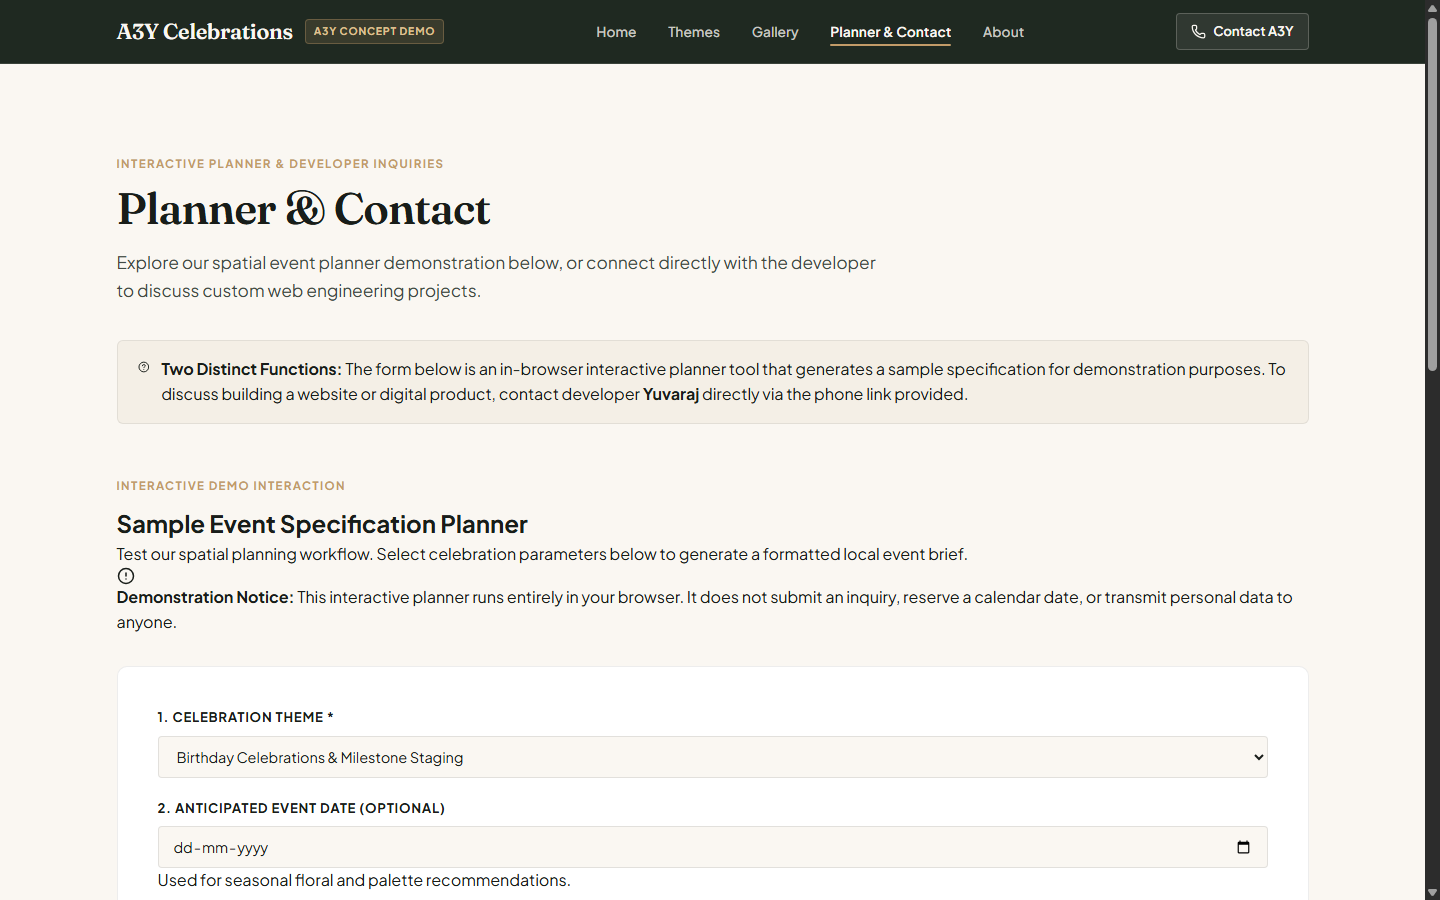 A3Y Celebrations
A3Y CONCEPT DEMO
Home
Themes
Gallery
Planner & Contact
About
Contact A3Y
INTERACTIVE PLANNER & DEVELOPER INQUIRIES
Planner & Contact
Explore our spatial event planner demonstration below, or connect directly with the developer
to discuss custom web engineering projects.
Two Distinct Functions: The form below is an in-browser interactive planner tool that generates a sample specification for demonstration purposes. To
discuss building a website or digital product, contact developer Yuvaraj directly via the phone link provided.
INTERACTIVE DEMO INTERACTION
Sample Event Specification Planner
Test our spatial planning workflow. Select celebration parameters below to generate a formatted local event brief.
Demonstration Notice: This interactive planner runs entirely in your browser. It does not submit an inquiry, reserve a calendar date, or transmit personal data to
anyone.
1. CELEBRATION THEME *
Birthday Celebrations & Milestone Staging
2. ANTICIPATED EVENT DATE (OPTIONAL)
dd-mm-yyyy
Used for seasonal floral and palette recommendations.